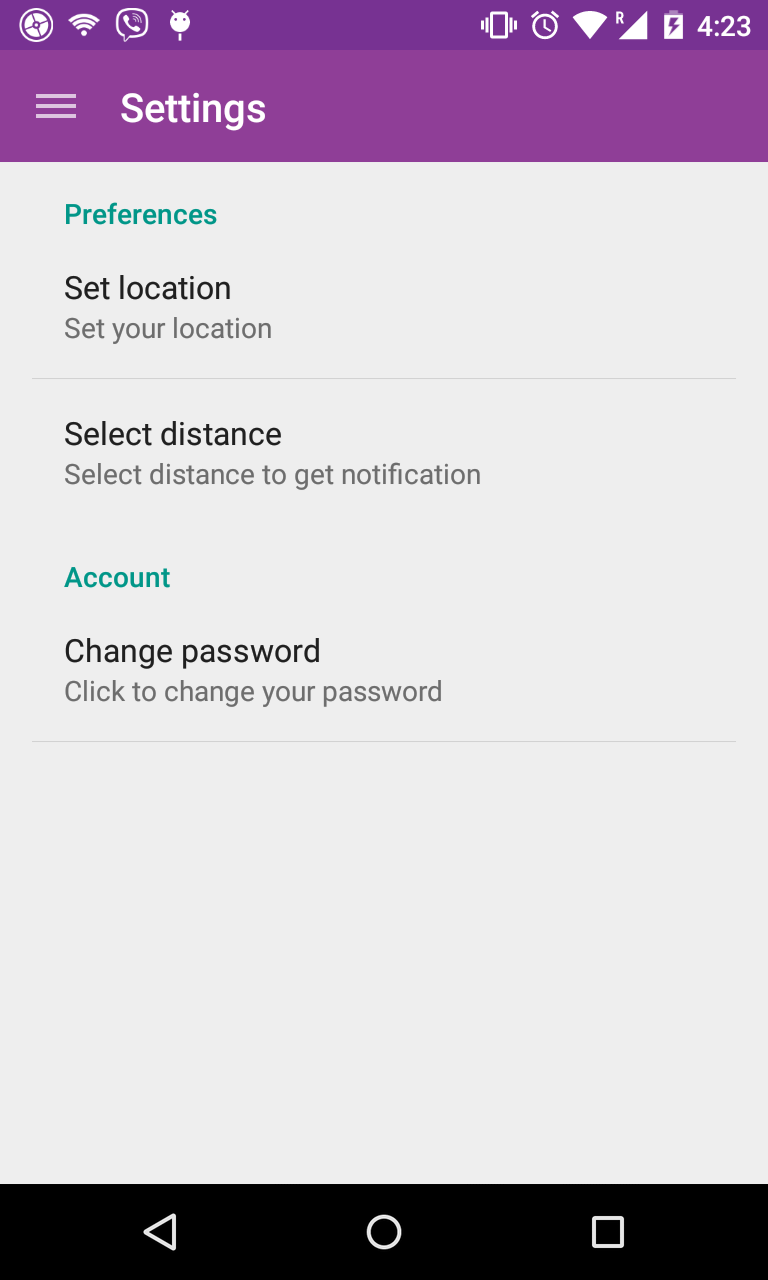 R 4:23
Settings
Preferences
Set location
Set your location
Select distance
Select distance to get notification
Account
Change password
Click to change your password